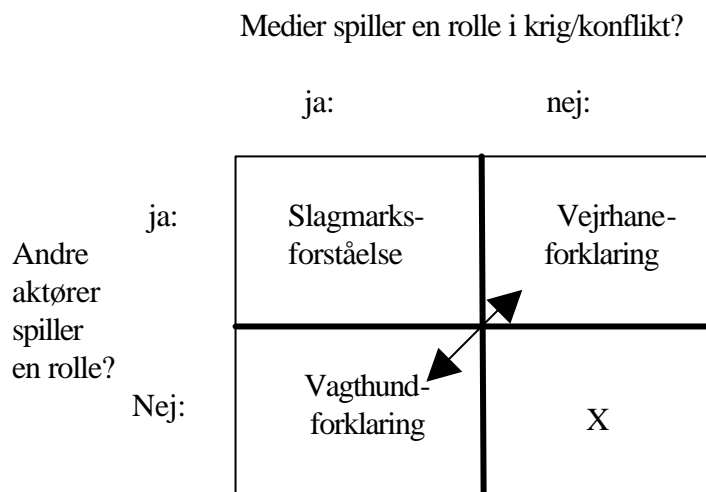 Medier spiller en rolle i krig/konflikt?
ja:
nej:
ja:
Slagmarks-
forståelse
Vejrhane-
forklaring
Andre
aktører
spiller
en rolle?
Nej:
Vagthund-
forklaring
X